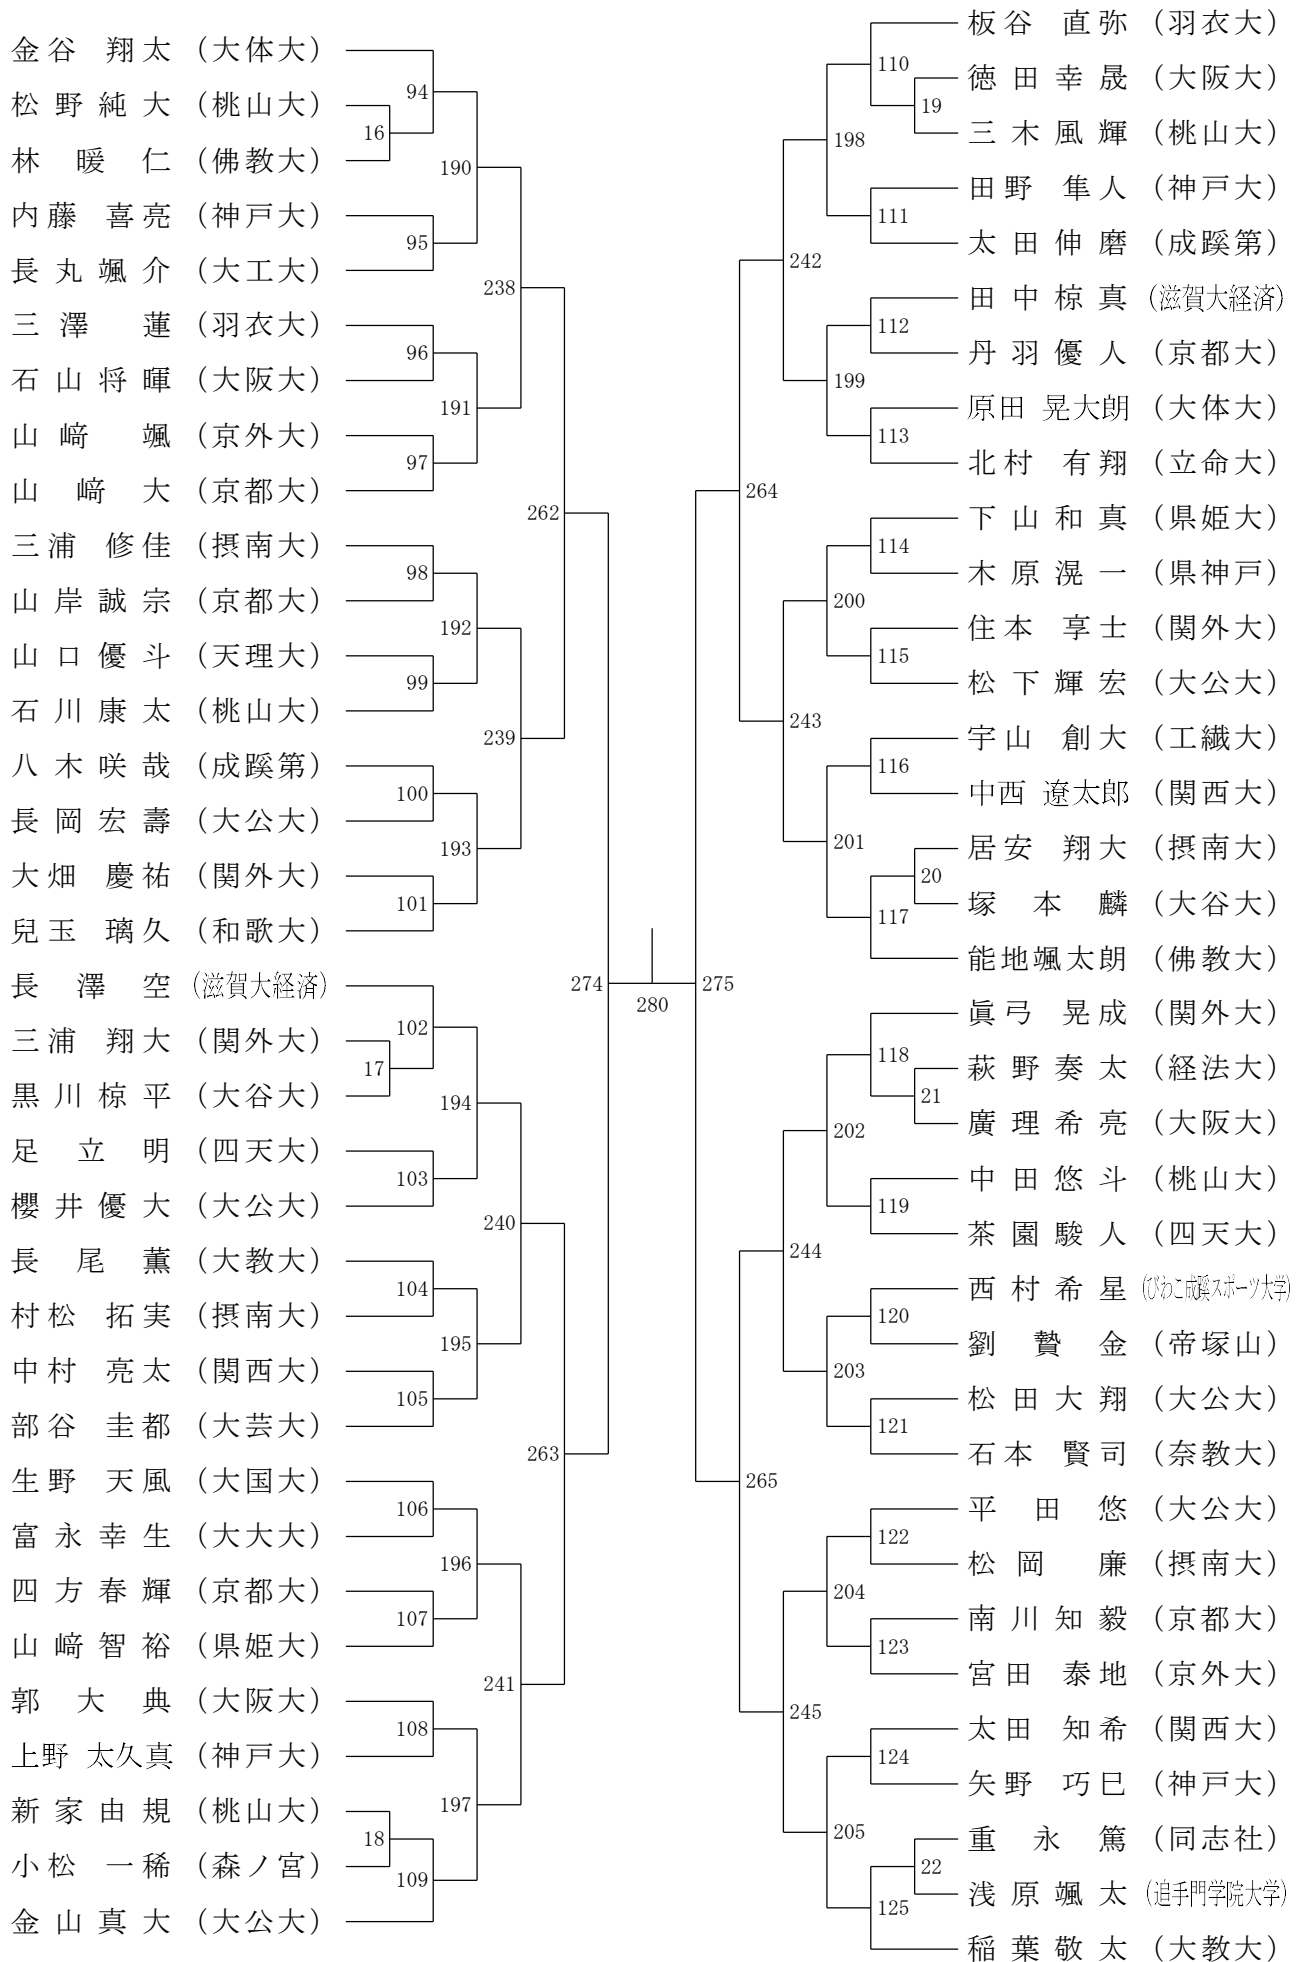 金谷 翔太 (大体大)
松野純大 (桃山大)
林 暖 仁 (佛教大)
内藤 喜亮 (神戸大)
長丸颯介 (大工大)
三澤 蓮 (羽衣大)
石山将暉 (大阪大)
山﨑 颯 (京外大)
山 﨑 大 (京都大)
三浦 修佳 (摂南大)
山岸誠宗 (京都大)
山口優斗 (天理大)
石川康太 (桃山大)
八木咲哉 (成蹊第)
長岡宏壽 (大公大)
大畑 慶祐 (関外大)
兒玉 璃久 (和歌大)
長 澤 空 (滋賀大経済)
三浦 翔大 (関外大)
黒川椋平 (大谷大)
足 立 明 (四天大)
櫻井優大 (大公大)
長 尾 薫 (大教大)
村松 拓実 (摂南大)
中村 亮太 (関西大)
部谷 圭都 (大芸大)
生野 天風 (大国大)
富永幸生 (大大大)
四方春輝 (京都大)
山﨑智裕 (県姫大)
郭 大 典 (大阪大)
上野 太久真 (神戸大)
新家由規 (桃山大)
小松 一稀 (森ノ宮)
金山真大 (大公大)
16
17
18
94
95
96
97
98
99
100
101
102
103
104
105
106
107
108
109
190
191
192
193
194
195
196
197
238
239
240
241
262
263
274
280
275
264
265
242
243
244
245
198
199
200
201
202
203
204
205
110
111
112
113
114
115
116
117
118
119
120
121
122
123
124
125
19
20
21
22
板谷 直弥 (羽衣大)
徳田幸晟 (大阪大)
三木風輝 (桃山大)
田野 隼人 (神戸大)
太田伸磨 (成蹊第)
田中椋真 (滋賀大経済)
丹羽優人 (京都大)
原田 晃大朗 (大体大)
北村 有翔 (立命大)
下山和真 (県姫大)
木原滉一 (県神戸)
住本 享士 (関外大)
松下輝宏 (大公大)
宇山 創大 (工繊大)
中西 遼太郎 (関西大)
居安 翔大 (摂南大)
塚 本 麟 (大谷大)
能地颯太朗 (佛教大)
眞弓 晃成 (関外大)
萩野奏太 (経法大)
廣理希亮 (大阪大)
中田悠斗 (桃山大)
茶園駿人 (四天大)
西村希星 (びわこ成蹊スポーツ大学)
劉 贄 金 (帝塚山)
松田大翔 (大公大)
石本 賢司 (奈教大)
平 田 悠 (大公大)
松岡 廉 (摂南大)
南川知毅 (京都大)
宮田 泰地 (京外大)
太田 知希 (関西大)
矢野 巧巳 (神戸大)
重 永 篤 (同志社)
浅原颯太 (追手門学院大学)
稲葉敬太 (大教大)